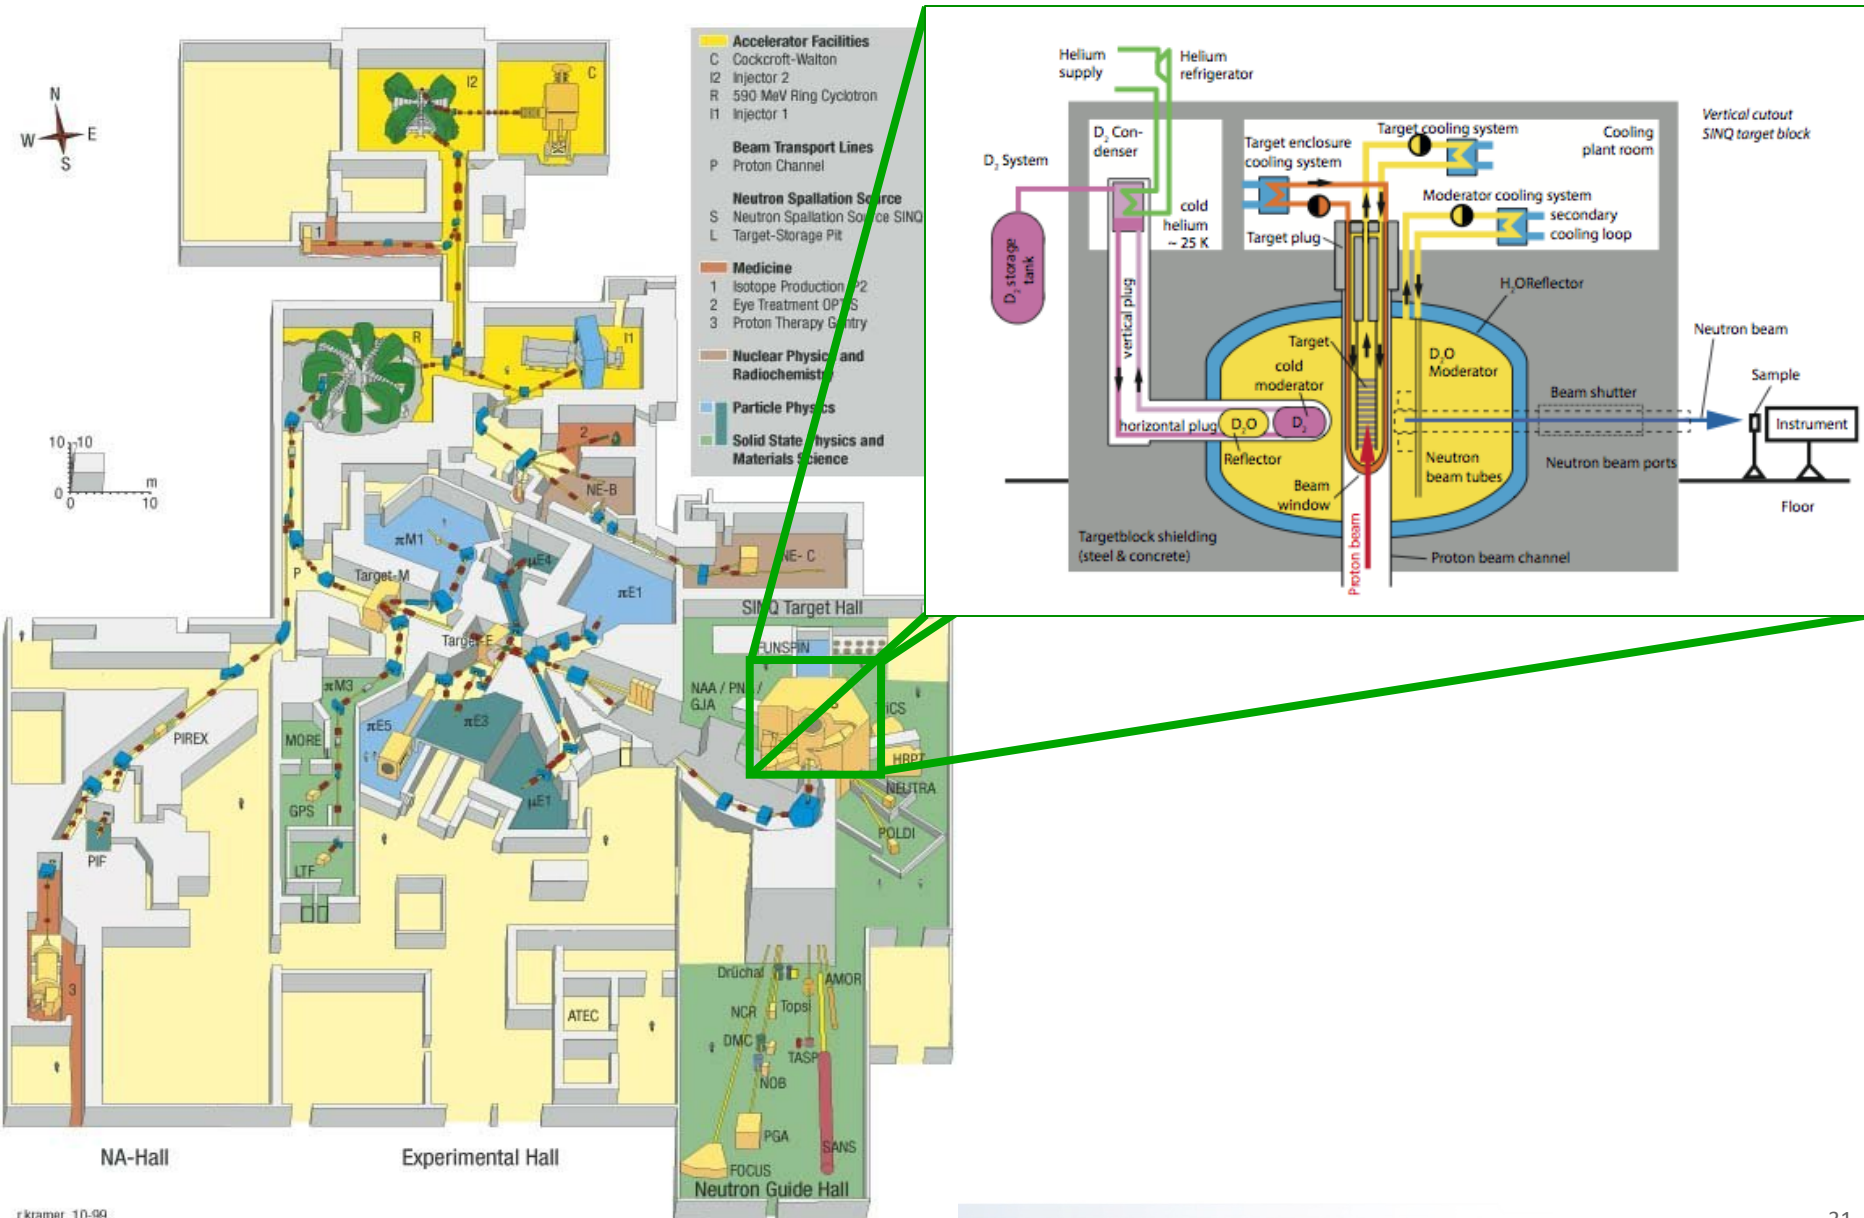 N
W
E
S
10
10
0
m
0
10
I2
C
1
R
I1
2
NE-B
NE- C
πM1
1
μE4
πE1
P
Target-M
Target-E
πM3
πE5
πE3
μE1
MORE
GPS
LTF
PIREX
PIF
3
ATEC
NA-Hall
Experimental Hall
r.kramer 10-99
Accelerator Facilities
C Cockcroft-Walton
I2 Injector 2
R 590 MeV Ring Cyclotron
I1 Injector 1
Beam Transport Lines
P Proton Channel
Neutron Spallation Source
S Neutron Spallation Source SINQ
L Target-Storage Pit
Medicine
1 Isotope Production IP2
2 Eye Treatment OPTIS
3 Proton Therapy Gantry
Nuclear Physics and
Radiochemistry
Particle Physics
Solid State Physics and
Materials Science
SINQ Target Hall
FUNSPIN
NAA / PNA /
GJA
S
TriCS
HRPT
NEUTRA
POLDI
Drüchal
AMOR
NCR
Topsi
DMC
TASP
NOB
PGA
SANS
FOCUS
Neutron Guide Hall
Helium
supply
Helium
refrigerator
Vertical cutout
SINQ target block
D₂ System
D₂ Con-
denser
cold
helium
~ 25 K
D₂ storage
tank
vertical plug
horizontal plug
Target enclosure
cooling system
Target cooling system
Cooling
plant room
Moderator cooling system
secondary
cooling loop
Target plug
H₂OReflector
Target
cold
moderator
D₂O
Moderator
D₂O
D₂
Reflector
Beam
window
Neutron
beam tubes
Neutron beam
Beam shutter
Sample
Instrument
Neutron beam ports
Floor
Targetblock shielding
(steel & concrete)
Proton beam
Proton beam channel